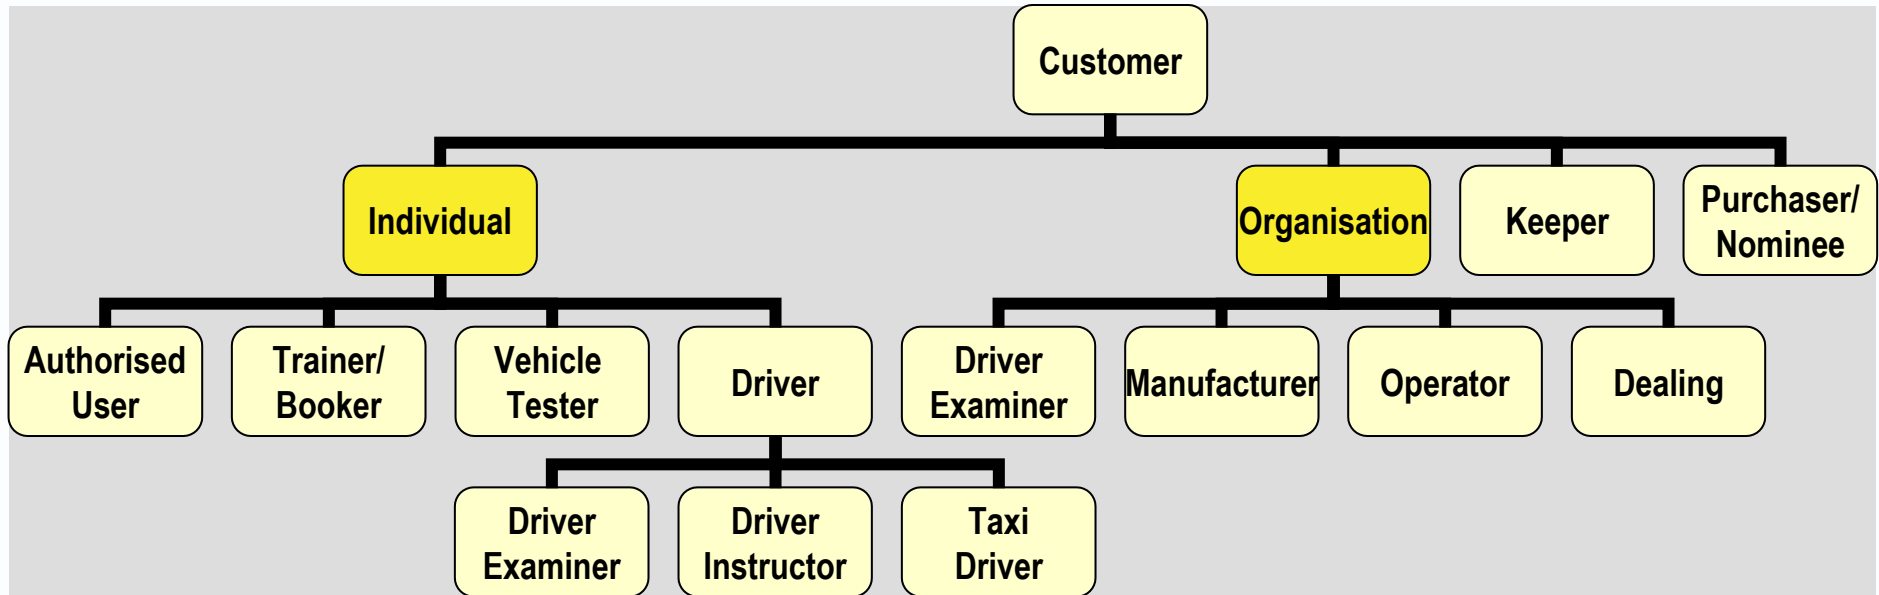 Customer
Individual
Organisation
Keeper
Purchaser/
Nominee
Authorised
User
Trainer/
Booker
Vehicle
Tester
Driver
Driver
Examiner
Manufacturer
Operator
Dealing
Driver
Examiner
Driver
Instructor
Taxi
Driver